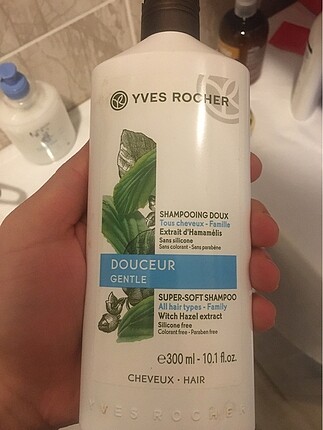 YVES ROCHER
SHAMPOOING DOUX
Tous cheveux - Famille
Extrait d'Hamamélis
Sans silicone
Sans colorant - Sans parabène
DOUCEUR
GENTLE
SUPER-SOFT SHAMPOO
All hair types - Family
Witch Hazel extract
Silicone free
Colorant free - Paraben free
℮300 ml - 10.1 fl.oz.
CHEVEUX • HAIR
YVES ROCHER